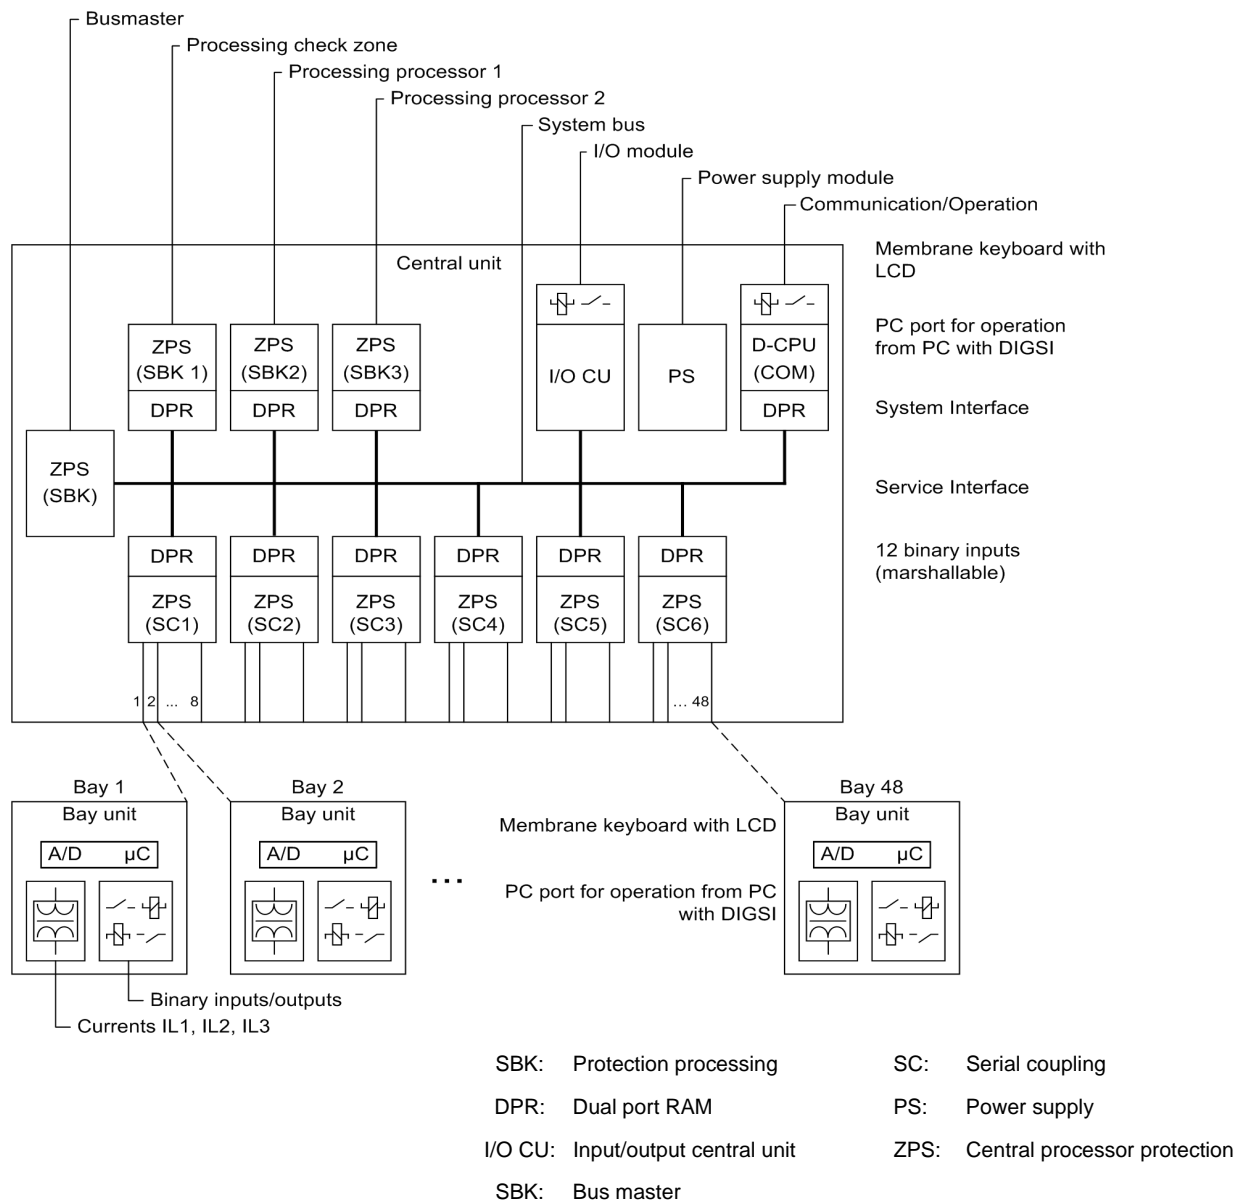 Busmaster
Processing check zone
Processing processor 1
Processing processor 2
System bus
I/O module
Power supply module
Communication/Operation
Central unit
Membrane keyboard with
LCD
PC port for operation
from PC with DIGSI
System Interface
Service Interface
12 binary inputs
(marshallable)
ZPS
(SBK 1)
DPR
ZPS
(SBK2)
DPR
ZPS
(SBK3)
DPR
I/O CU
PS
D-CPU
(COM)
DPR
ZPS
(SBK)
DPR
ZPS
(SC1)
DPR
ZPS
(SC2)
DPR
ZPS
(SC3)
DPR
ZPS
(SC4)
DPR
ZPS
(SC5)
DPR
ZPS
(SC6)
1 2 ... 8
... 48
Bay 1
Bay unit
A/D µC
Bay 2
Bay unit
A/D µC
...
Membrane keyboard with LCD
PC port for operation from PC
with DIGSI
Bay 48
Bay unit
A/D µC
Binary inputs/outputs
Currents IL1, IL2, IL3
SBK: Protection processing
SC: Serial coupling
DPR: Dual port RAM
PS: Power supply
I/O CU: Input/output central unit
ZPS: Central processor protection
SBK: Bus master